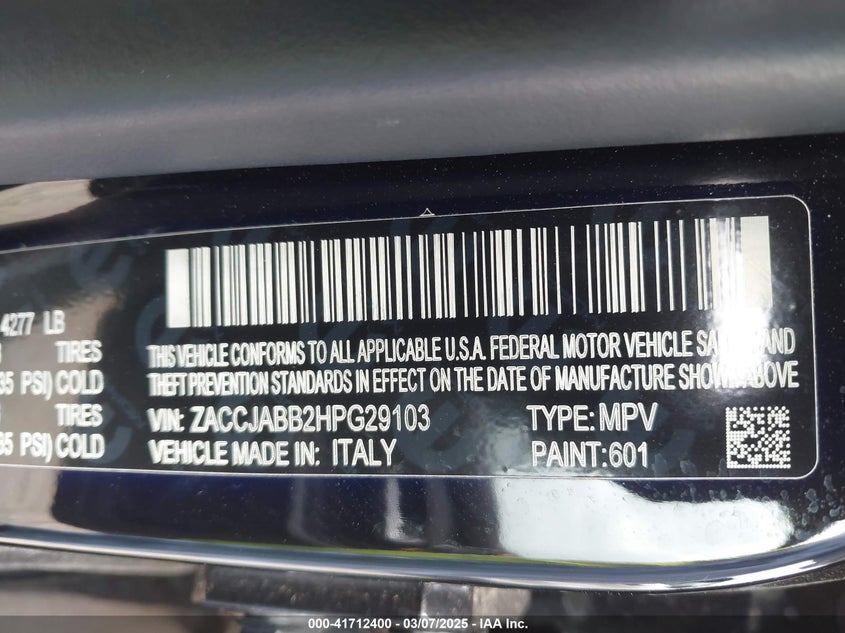 4277 LB
TIRES
35 PSI) COLD
TIRES
35 PSI) COLD
THIS VEHICLE CONFORMS TO ALL APPLICABLE U.S.A. FEDERAL MOTOR VEHICLE AND
THEFT PREVENTION STANDARDS IN EFFECT ON THE DATE OF MANUFACTURE SHOWN ABOVE
VIN: ZACCJABB2HPG29103 TYPE: MPV
VEHICLE MADE IN: ITALY PAINT: 601
000-41712400 — 03/07/2025 — IAA Inc.